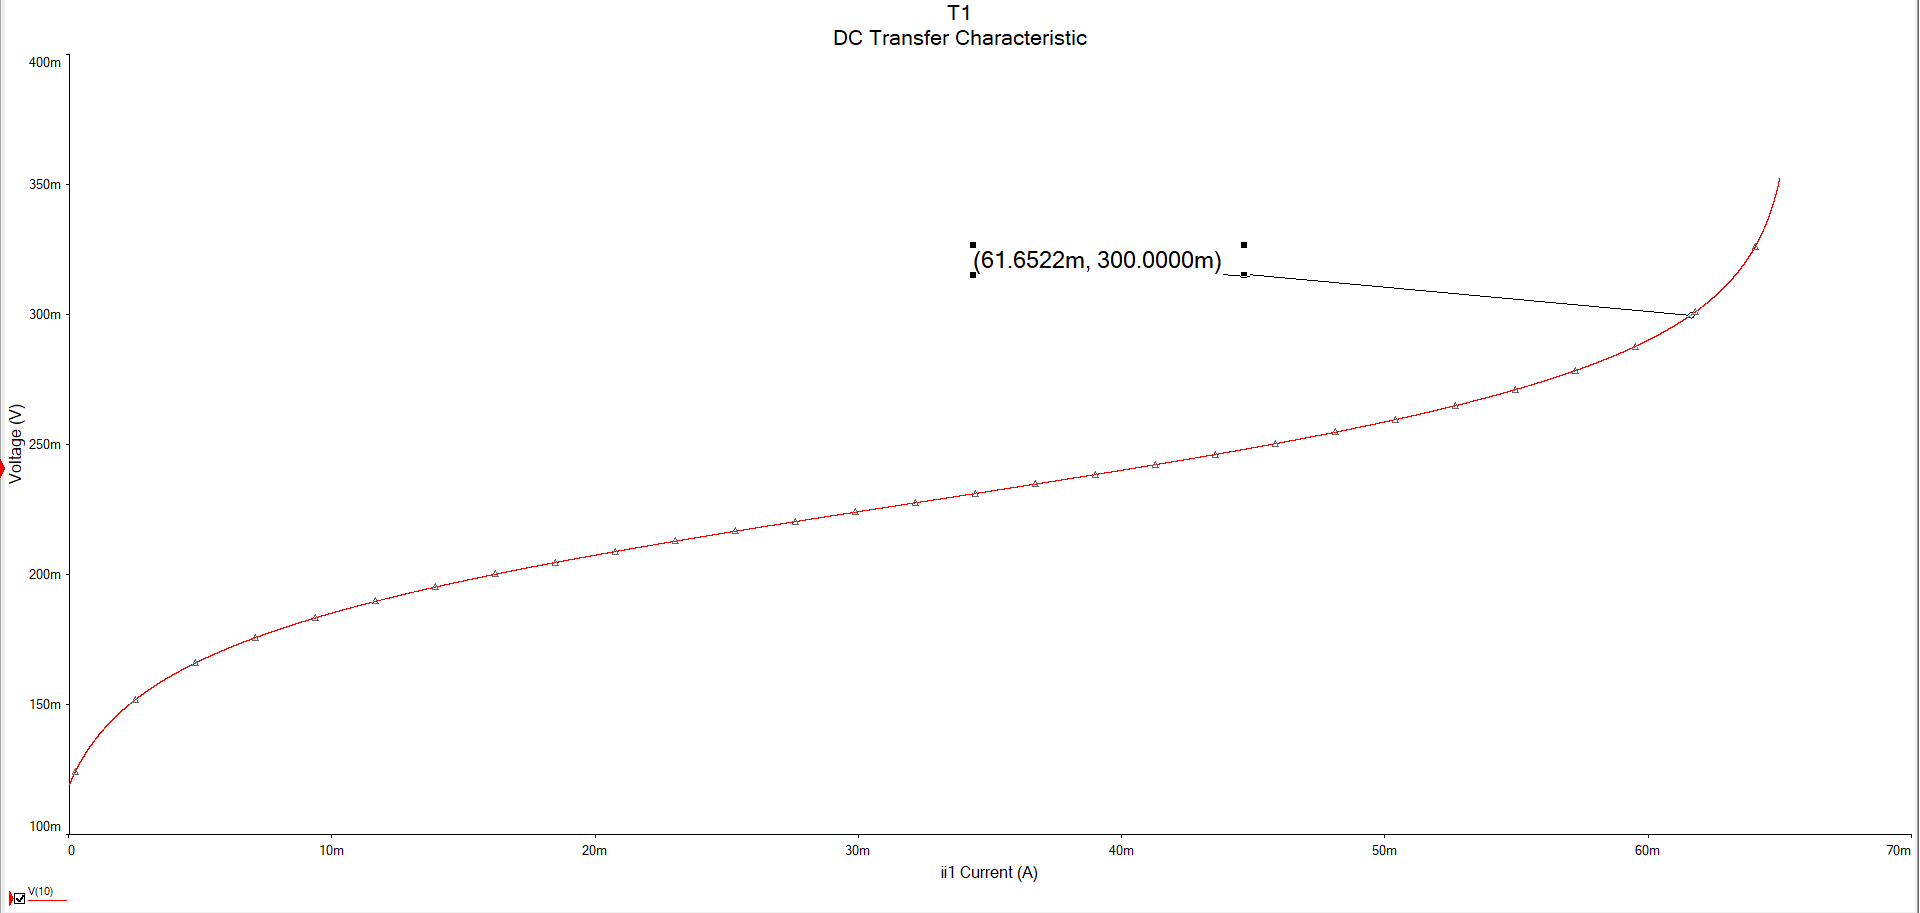 T1
DC Transfer Characteristic
400m
350m
(61.6522m, 300.0000m)
300m
250m
Voltage (V)
200m
150m
100m
0 10m 20m 30m 40m 50m 60m 70m
ii1 Current (A)
V(10)